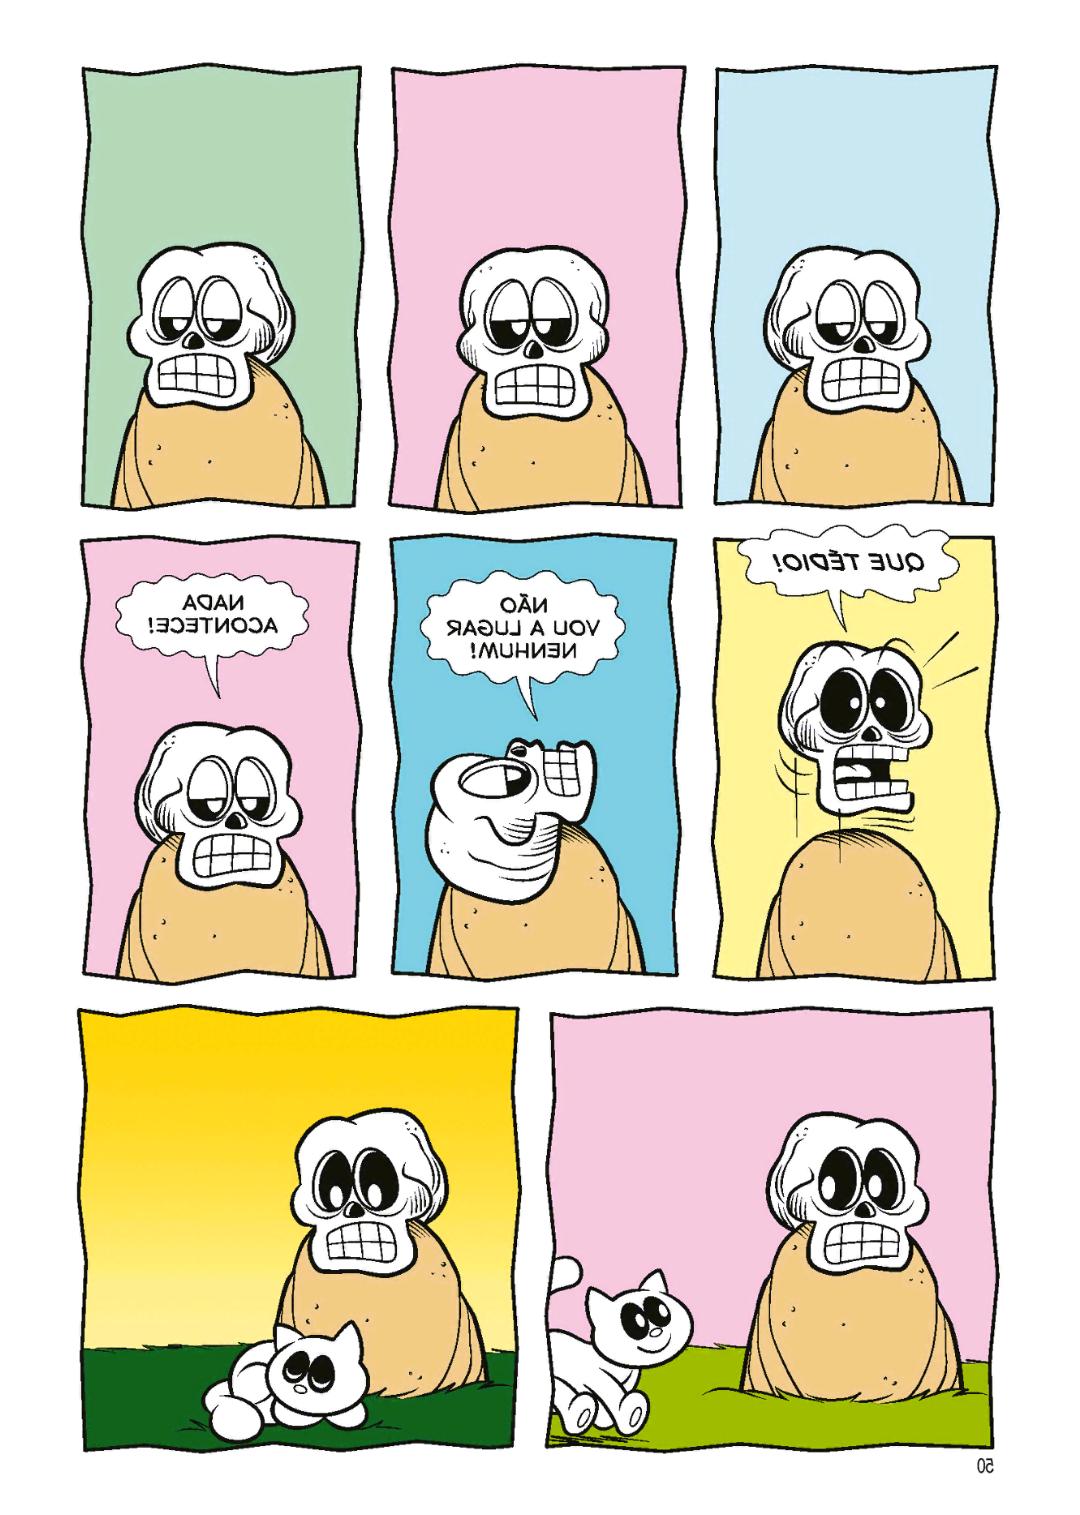 QUE TÉDIO!
NÃO
VOU A LUGAR
NENHUM!
NADA
ACONTECE!
50